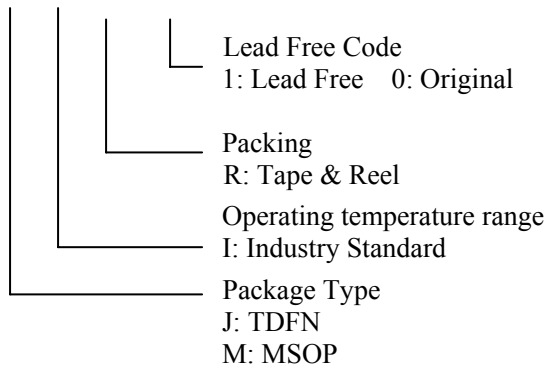 Lead Free Code
1: Lead Free 0: Original
Packing
R: Tape & Reel
Operating temperature range
I: Industry Standard
Package Type
J: TDFN
M: MSOP